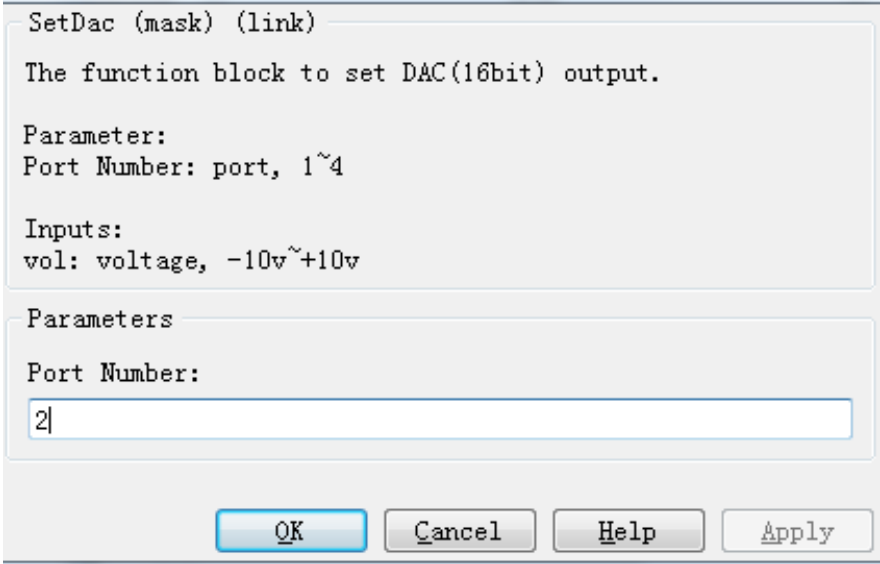 SetDac (mask) (link)
The function block to set DAC(16bit) output.
Parameter:
Port Number: port, 1~4
Inputs:
vol: voltage, -10v~+10v
Parameters
Port Number:
2
OK Cancel Help Apply